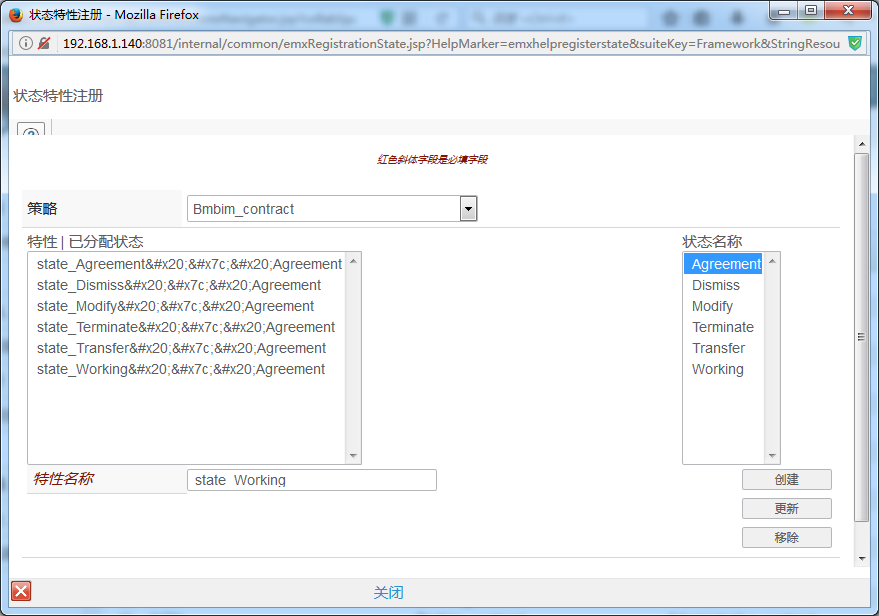 状态特性注册 - Mozilla Firefox
192.168.1.140:8081/internal/common/emxRegistrationState.jsp?HelpMarker=emxhelpregisterstate&suiteKey=Framework&StringResou
状态特性注册
红色斜体字段是必填字段
策略
Bmbim_contract
特性 | 已分配状态
状态名称
state_Agreement&#x20;&#x7c;&#x20;Agreement
state_Dismiss&#x20;&#x7c;&#x20;Agreement
state_Modify&#x20;&#x7c;&#x20;Agreement
state_Terminate&#x20;&#x7c;&#x20;Agreement
state_Transfer&#x20;&#x7c;&#x20;Agreement
state_Working&#x20;&#x7c;&#x20;Agreement
Agreement
Dismiss
Modify
Terminate
Transfer
Working
特性名称
state_Working
创建
更新
移除
关闭